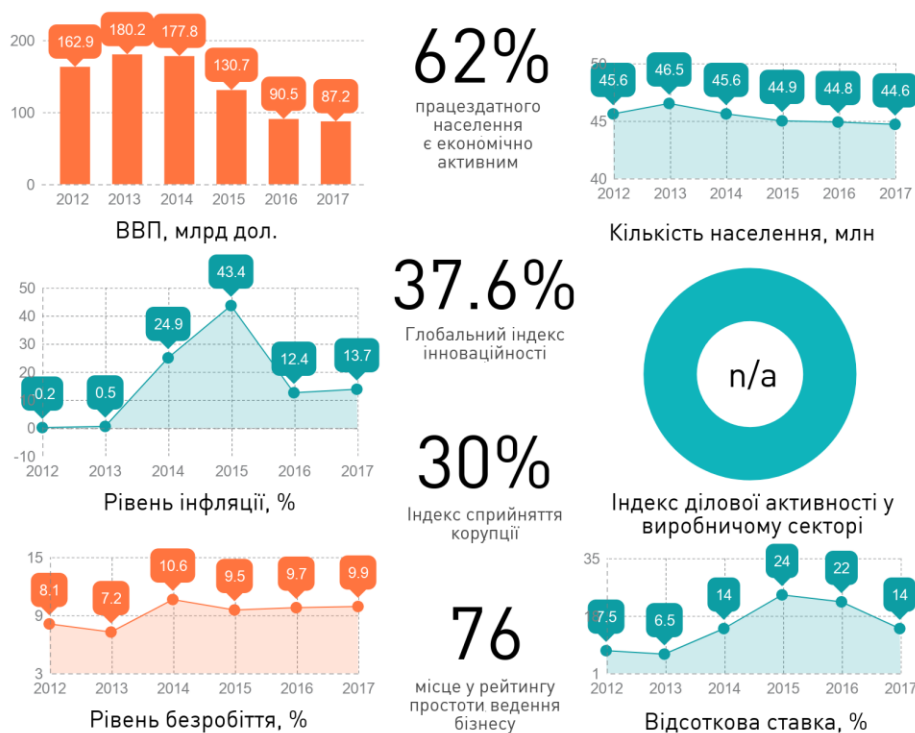 200
100
0
162.9
180.2
177.8
130.7
90.5
87.2
2012 2013 2014 2015 2016 2017
ВВП, млрд дол.
62%
працездатного
населення
є економічно
активним
50
45
40
45.6
46.5
45.6
44.9
44.8
44.6
2012 2013 2014 2015 2016 2017
Кількість населення, млн
50
40
30
20
10
0
-10
0.2
0.5
24.9
43.4
12.4
13.7
2012 2013 2014 2015 2016 2017
Рівень інфляції, %
37.6%
Глобальний індекс
інноваційності
n/a
Індекс ділової активності у
виробничому секторі
30%
Індекс сприйняття
корупції
15
9
3
8.1
7.2
10.6
9.5
9.7
9.9
2012 2013 2014 2015 2016 2017
Рівень безробіття, %
76
місце у рейтингу
простоти ведення
бізнесу
35
18
1
7.5
6.5
14
24
22
14
2012 2013 2014 2015 2016 2017
Відсоткова ставка, %